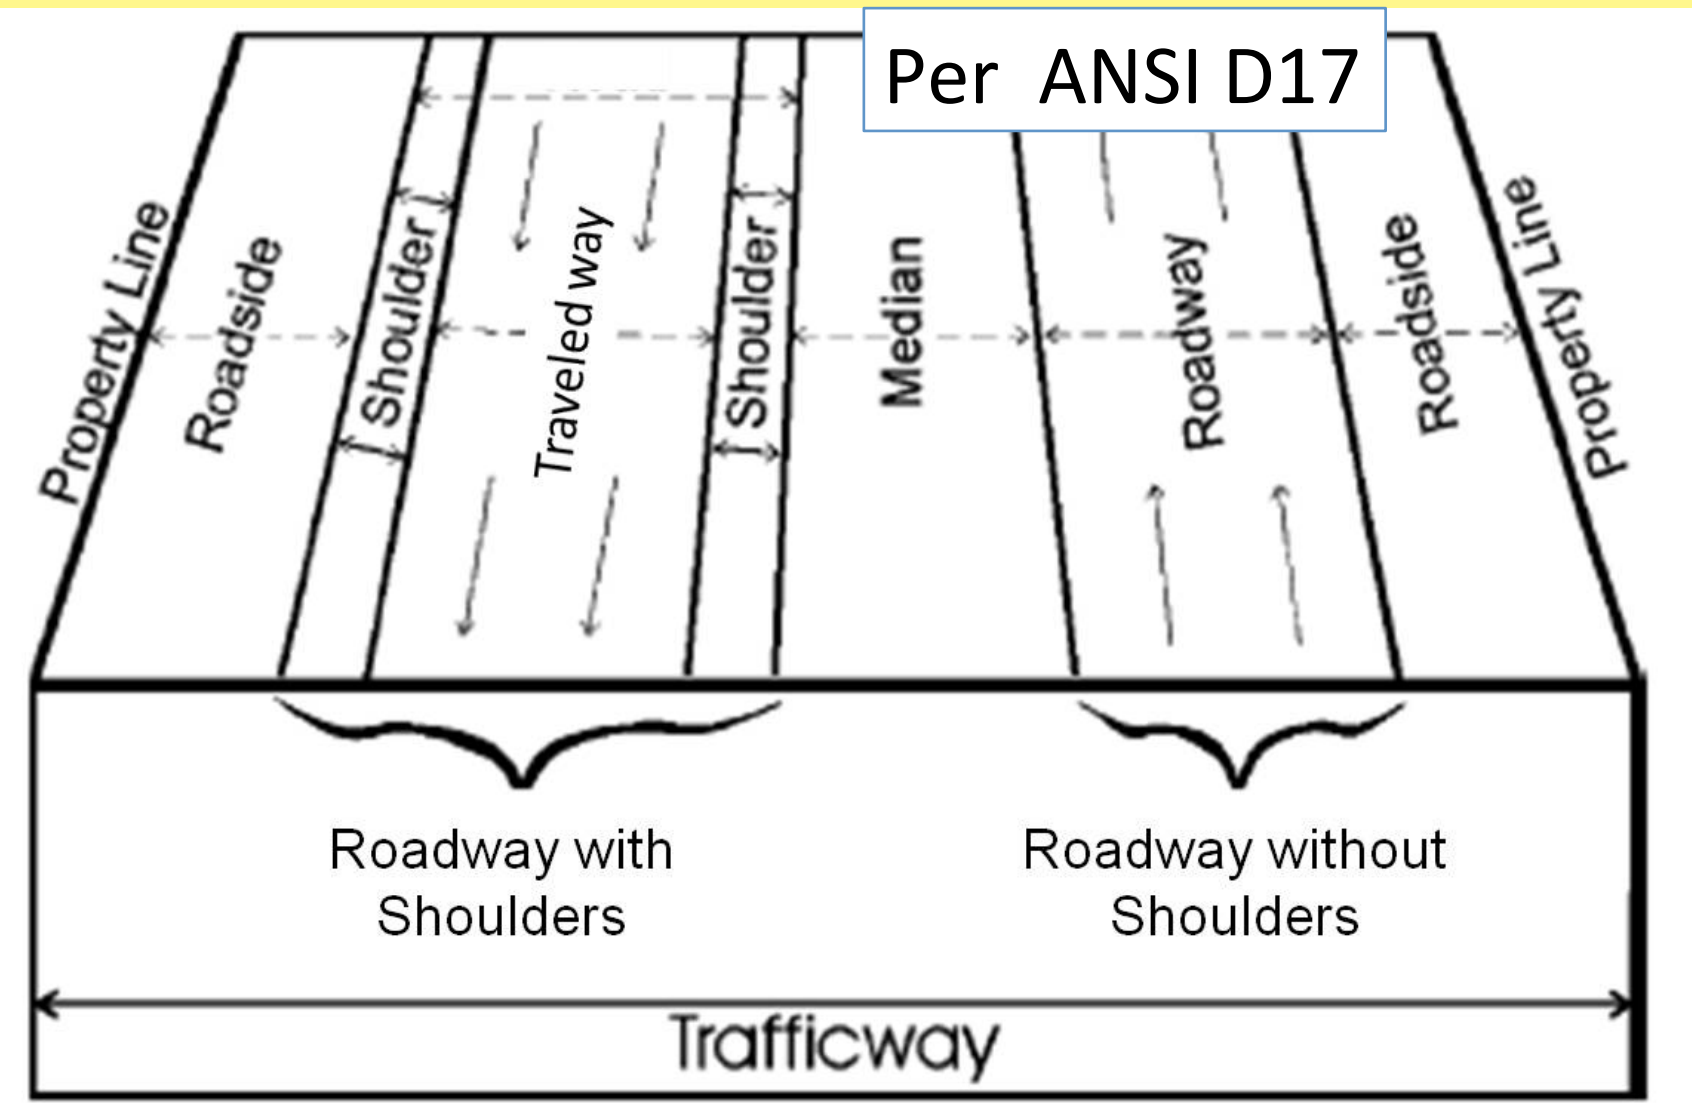 Per ANSI D17
Property Line
Roadside
Shoulder
Traveled way
Shoulder
Median
Roadway
Roadside
Property Line
Roadway with
Shoulders
Roadway without
Shoulders
Trafficway